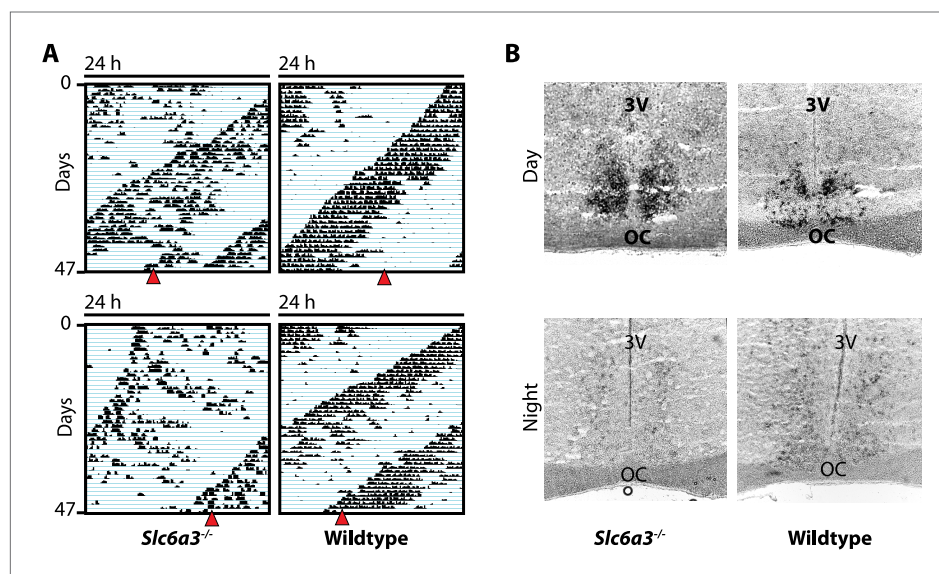 A
24 h
24 h
0
Days
47
24 h
24 h
0
Days
47
Slc6a3-/-
Wildtype
B
Day
3V
3V
OC
OC
Night
3V
3V
OC
OC
Slc6a3-/-
Wildtype